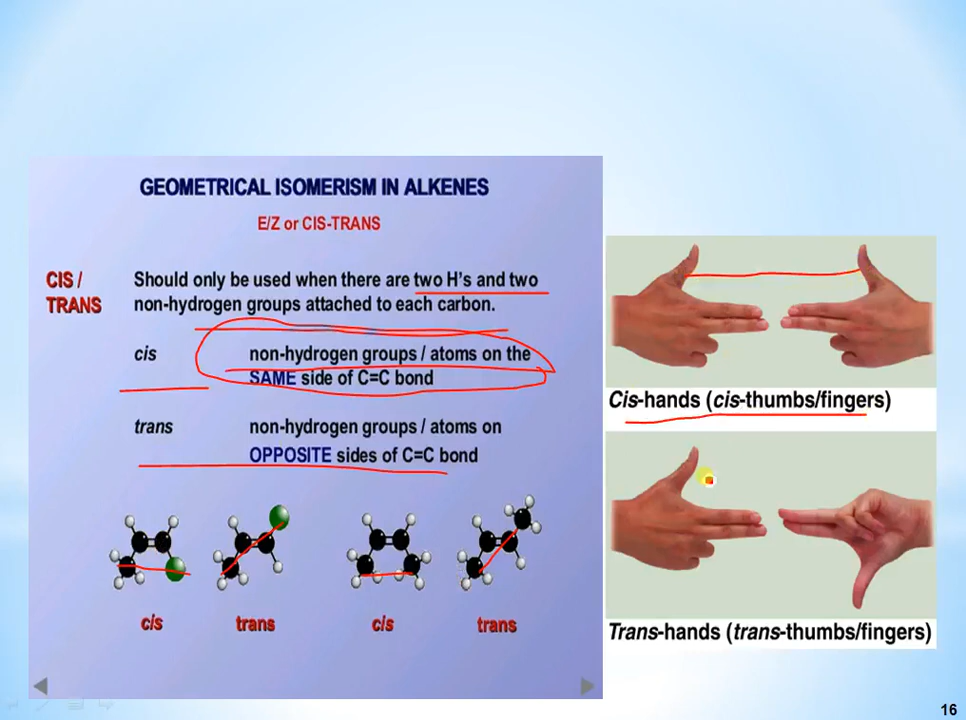 GEOMETRICAL ISOMERISM IN ALKENES
E/Z or CIS-TRANS
CIS / Should only be used when there are two H's and two
TRANS non-hydrogen groups attached to each carbon.
cis non-hydrogen groups / atoms on the
SAME side of C=C bond
trans non-hydrogen groups / atoms on
OPPOSITE sides of C=C bond
cis trans cis trans
Cis-hands (cis-thumbs/fingers)
Trans-hands (trans-thumbs/fingers)
16